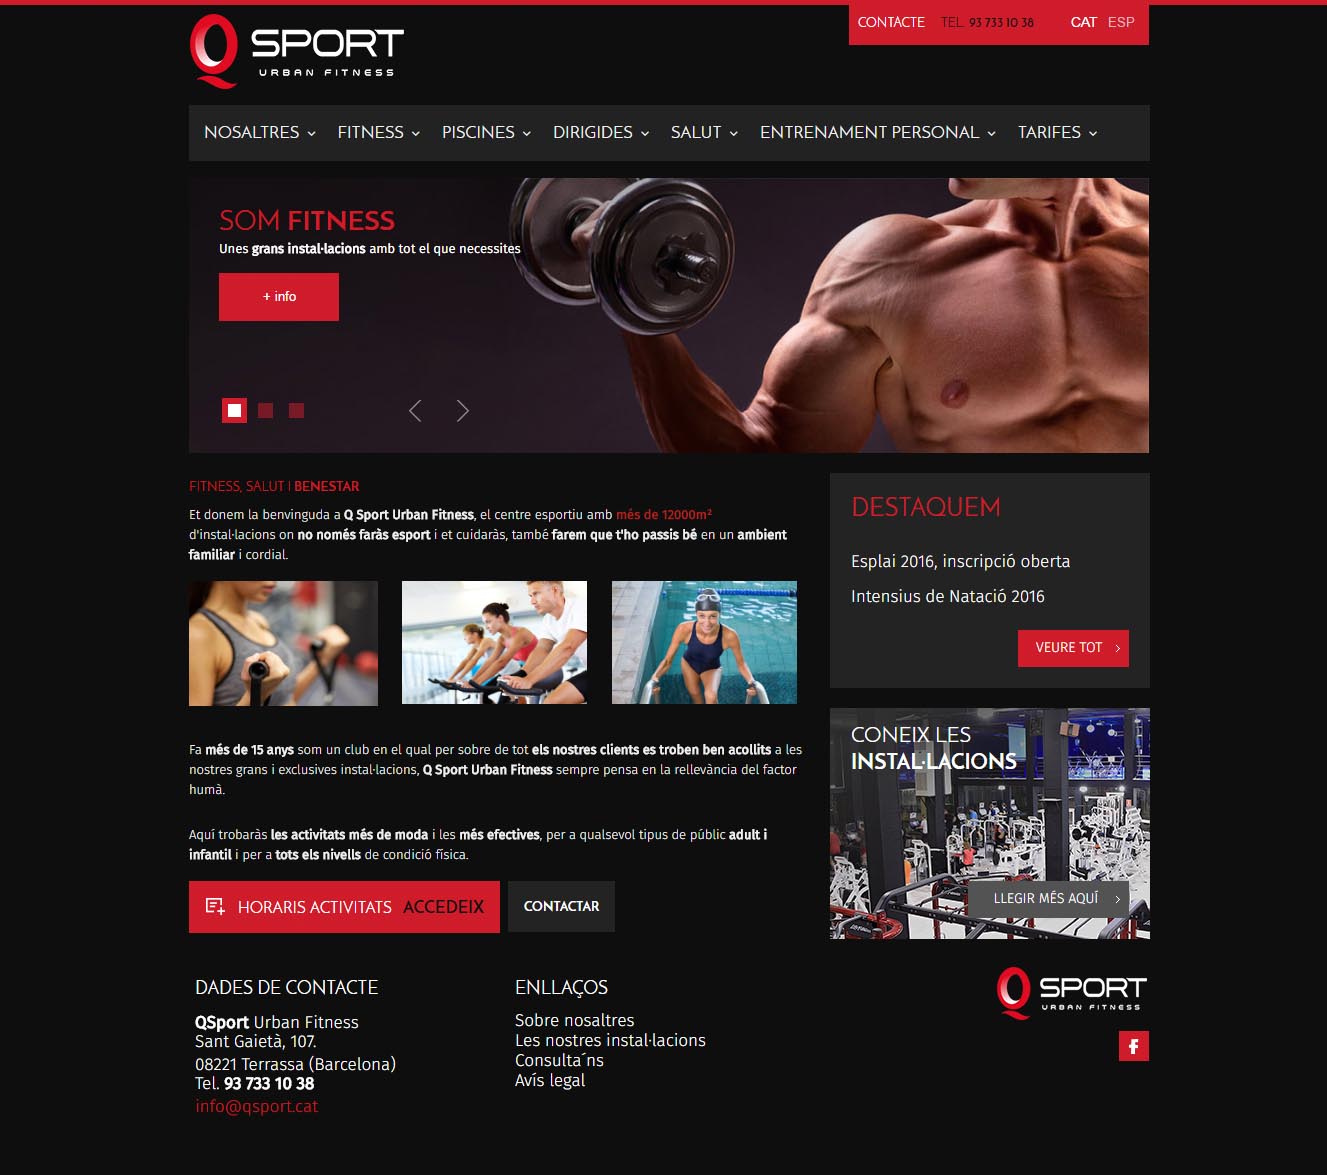 Q SPORT
URBAN FITNESS
CONTACTE TEL. 93 733 10 38 CAT ESP
NOSALTRES FITNESS PISCINES DIRIGIDES SALUT ENTRENAMENT PERSONAL TARIFES
SOM FITNESS
Unes grans instal·lacions amb tot el que necessites
+ info
FITNESS, SALUT I BENESTAR
Et donem la benvinguda a Q Sport Urban Fitness, el centre esportiu amb més de 12000m²
d'instal·lacions on no només faràs esport i et cuidaràs, també farem que t'ho passis bé en un ambient
familiar i cordial.
Fa més de 15 anys som un club en el qual per sobre de tot els nostres clients es troben ben acollits a les
nostres grans i exclusives instal·lacions, Q Sport Urban Fitness sempre pensa en la rellevància del factor
humà.
Aquí trobaràs les activitats més de moda i les més efectives, per a qualsevol tipus de públic adult i
infantil i per a tots els nivells de condició física.
HORARIS ACTIVITATS ACCEDEIX
CONTACTAR
DESTAQUEM
Esplai 2016, inscripció oberta
Intensius de Natació 2016
VEURE TOT
CONEIX LES
INSTAL·LACIONS
LLEGIR MÉS AQUÍ
DADES DE CONTACTE
QSport Urban Fitness
Sant Gaietà, 107.
08221 Terrassa (Barcelona)
Tel. 93 733 10 38
info@qsport.cat
ENLLAÇOS
Sobre nosaltres
Les nostres instal·lacions
Consulta´ns
Avís legal
Q SPORT
URBAN FITNESS